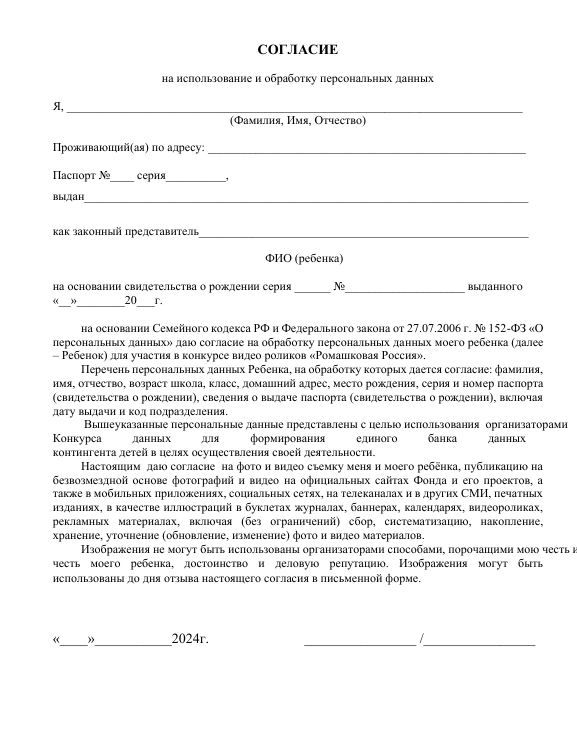 СОГЛАСИЕ
на использование и обработку персональных данных
Я, ____________________________________________________________________________
(Фамилия, Имя, Отчество)
Проживающий(ая) по адресу: _____________________________________________________
Паспорт №____ серия__________,
выдан__________________________________________________________________________
как законный представитель_______________________________________________________
ФИО (ребенка)
на основании свидетельства о рождении серия ______ №____________________ выданного
«__»________20___г.
на основании Семейного кодекса РФ и Федерального закона от 27.07.2006 г. № 152-ФЗ «О
персональных данных» даю согласие на обработку персональных данных моего ребенка (далее
– Ребенок) для участия в конкурсе видео роликов «Ромашковая Россия».
Перечень персональных данных Ребенка, на обработку которых дается согласие: фамилия,
имя, отчество, возраст школа, класс, домашний адрес, место рождения, серия и номер паспорта
(свидетельства о рождении), сведения о выдаче паспорта (свидетельства о рождении), включая
дату выдачи и код подразделения.
Вышеуказанные персональные данные представлены с целью использования организаторами
Конкурса данных для формирования единого банка данных
контингента детей в целях осуществления своей деятельности.
Настоящим даю согласие на фото и видео съемку меня и моего ребёнка, публикацию на
безвозмездной основе фотографий и видео на официальных сайтах Фонда и его проектов, а
также в мобильных приложениях, социальных сетях, на телеканалах и в других СМИ, печатных
изданиях, в качестве иллюстраций в буклетах журналах, баннерах, календарях, видеороликах,
рекламных материалах, включая (без ограничений) сбор, систематизацию, накопление,
хранение, уточнение (обновление, изменение) фото и видео материалов.
Изображения не могут быть использованы организаторами способами, порочащими мою честь и
честь моего ребенка, достоинство и деловую репутацию. Изображения могут быть
использованы до дня отзыва настоящего согласия в письменной форме.
«____»___________2024г. ________________ /________________